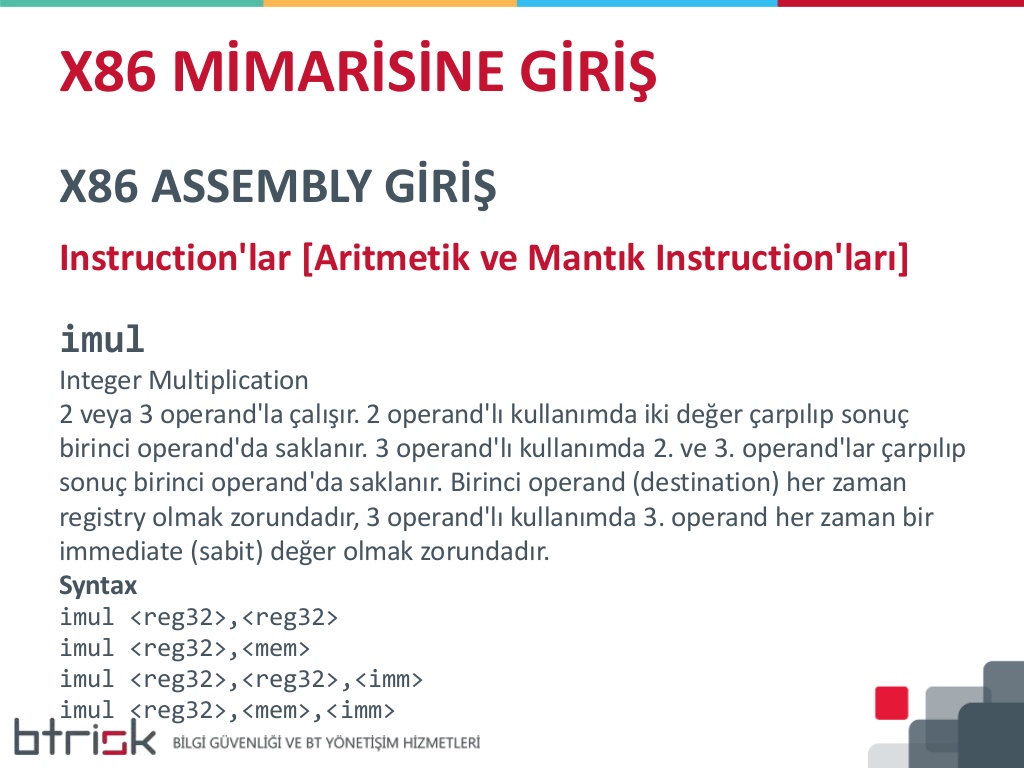 X86 MİMARİSİNE GİRİŞ
X86 ASSEMBLY GİRİŞ
Instruction'lar [Aritmetik ve Mantık Instruction'ları]
imul
Integer Multiplication
2 veya 3 operand'la çalışır. 2 operand'lı kullanımda iki değer çarpılıp sonuç
birinci operand'da saklanır. 3 operand'lı kullanımda 2. ve 3. operand'lar çarpılıp
sonuç birinci operand'da saklanır. Birinci operand (destination) her zaman
registry olmak zorundadır, 3 operand'lı kullanımda 3. operand her zaman bir
immediate (sabit) değer olmak zorundadır.
Syntax
imul <reg32>,<reg32>
imul <reg32>,<mem>
imul <reg32>,<reg32>,<imm>
imul <reg32>,<mem>,<imm>
btrisk BİLGİ GÜVENLİĞİ VE BT YÖNETİŞİM HİZMETLERİ